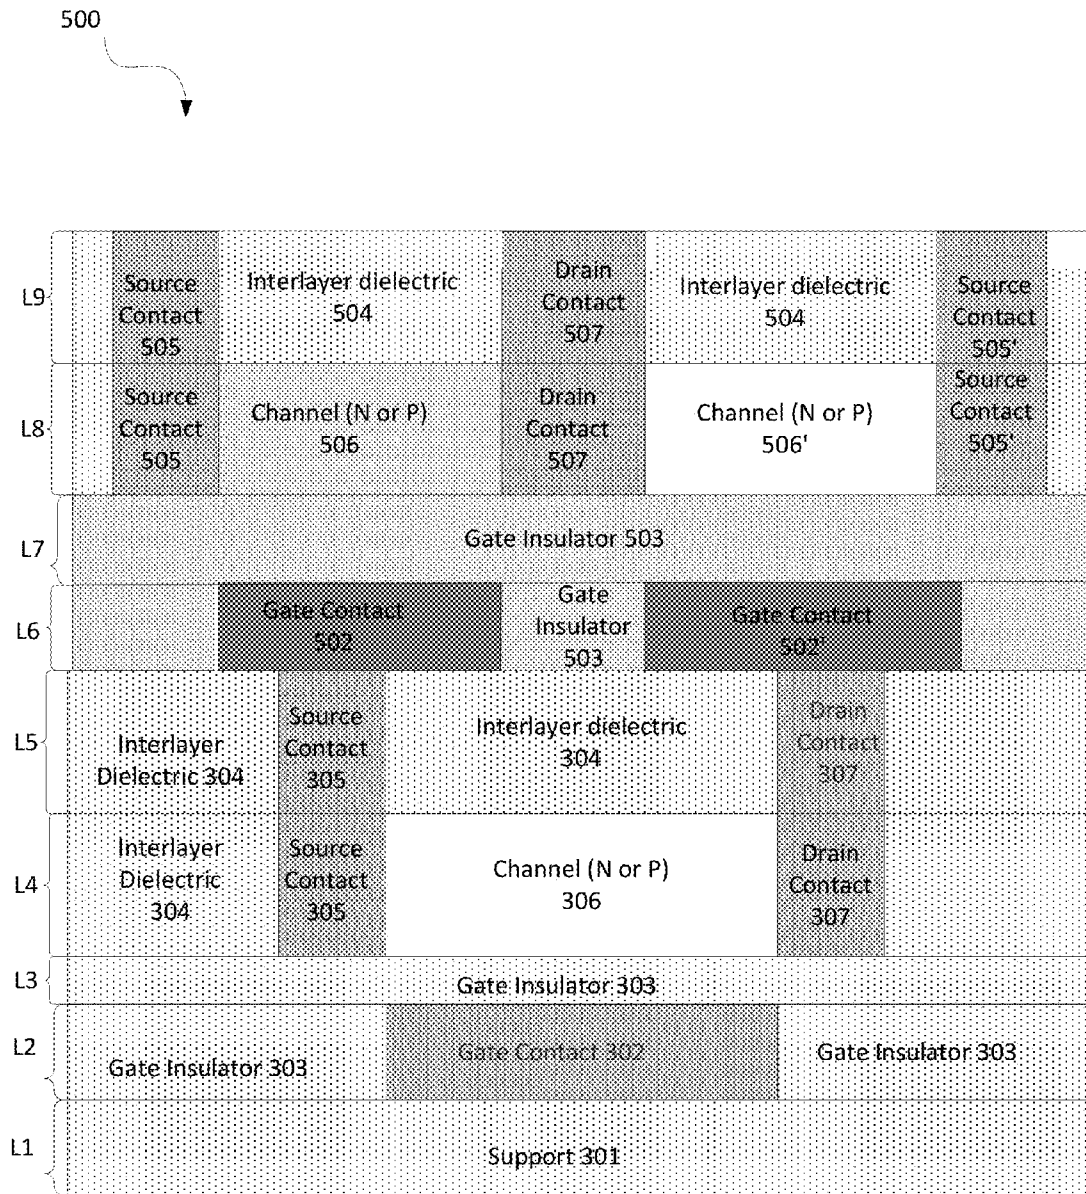 500
L9
Source
Contact
505
Interlayer dielectric
504
Drain
Contact
507
Interlayer dielectric
504
Source
Contact
505'
L8
Source
Contact
505
Channel (N or P)
506
Drain
Contact
507
Channel (N or P)
506'
Source
Contact
505'
L7
Gate Insulator 503
L6
Gate Contact
502
Gate
Insulator
503
Gate Contact
502'
L5
Interlayer
Dielectric 304
Source
Contact
305
Interlayer dielectric
304
Drain
Contact
307
L4
Interlayer
Dielectric
304
Source
Contact
305
Channel (N or P)
306
Drain
Contact
307
L3
Gate Insulator 303
L2
Gate Insulator 303
Gate Contact 302
Gate Insulator 303
L1
Support 301